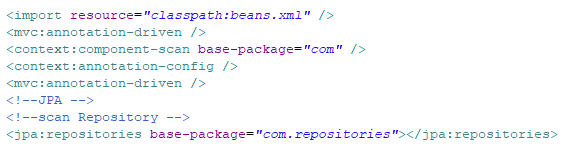 <import resource="classpath:beans.xml" />
<mvc:annotation-driven />
<context:component-scan base-package="com" />
<context:annotation-config />
<mvc:annotation-driven />
<!--JPA -->
<!--scan Repository -->
<jpa:repositories base-package="com.repositories"></jpa:repositories>